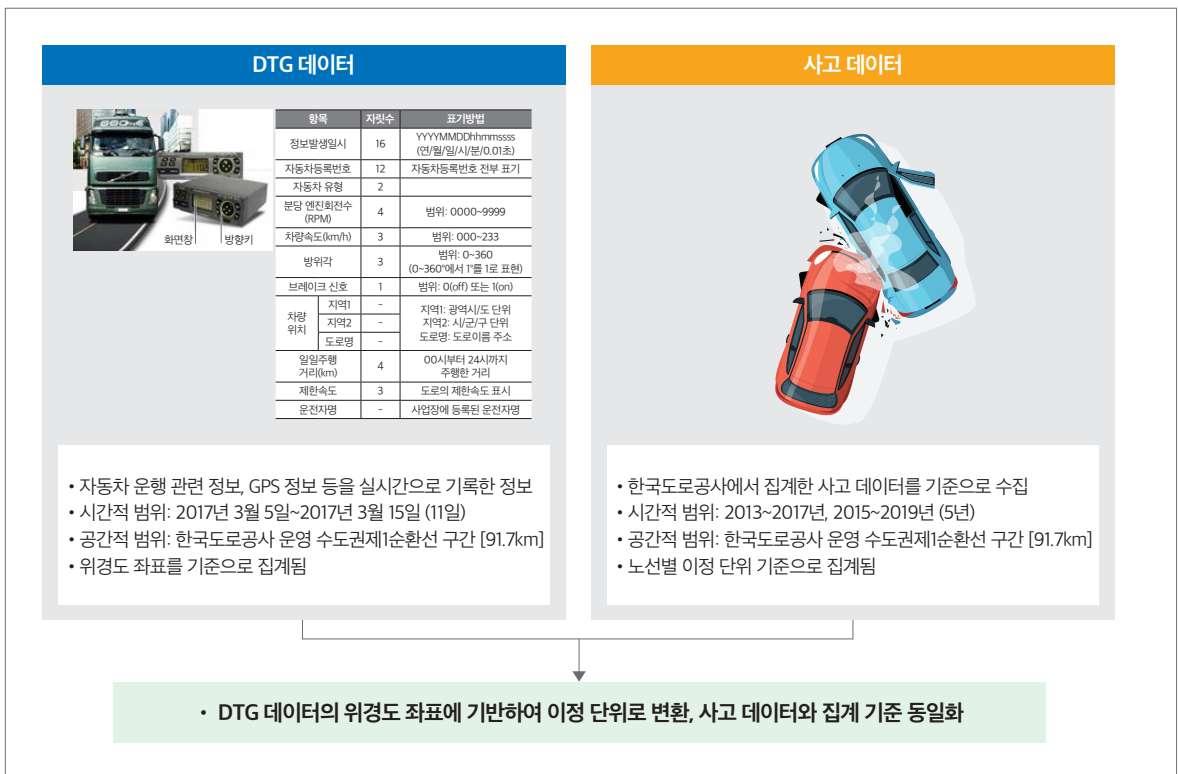 DTG 데이터
사고 데이터
화면창
방향키
항목 자릿수 표기방법
정보발생일시 16 YYYYMMDDhhmmssss
(연/월/일/시/분/0.01초)
자동차등록번호 12 자동차등록번호 전부 표기
자동차 유형 2
분당 엔진회전수
(RPM) 4 범위: 0000~9999
차량속도(km/h) 3 범위: 000~233
방위각 3 범위: 0~360
(0~360°에서 1°를 1로 표현)
브레이크 신호 1 범위: 0(off) 또는 1(on)
차량
위치
지역1 - 지역1: 광역시/도 단위
지역2 - 지역2: 시/군/구 단위
도로명 - 도로명: 도로이름 주소
일일주행
거리(km) 4 00시부터 24시까지
주행한 거리
제한속도 3 도로의 제한속도 표시
운전자명 - 사업장에 등록된 운전자명
• 자동차 운행 관련 정보, GPS 정보 등을 실시간으로 기록한 정보
• 시간적 범위: 2017년 3월 5일~2017년 3월 15일 (11일)
• 공간적 범위: 한국도로공사 운영 수도권제1순환선 구간 [91.7km]
• 위경도 좌표를 기준으로 집계됨
• 한국도로공사에서 집계한 사고 데이터를 기준으로 수집
• 시간적 범위: 2013~2017년, 2015~2019년 (5년)
• 공간적 범위: 한국도로공사 운영 수도권제1순환선 구간 [91.7km]
• 노선별 이정 단위 기준으로 집계됨
• DTG 데이터의 위경도 좌표에 기반하여 이정 단위로 변환, 사고 데이터와 집계 기준 동일화